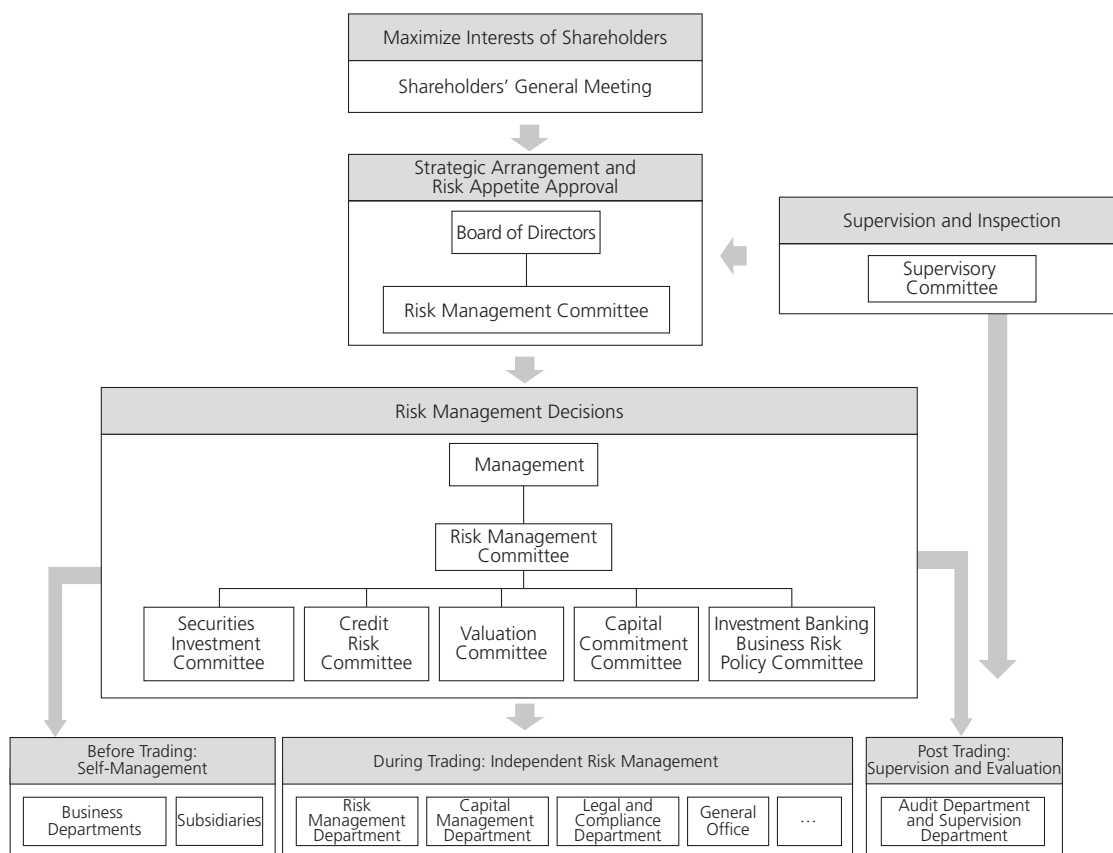 Maximize Interests of Shareholders
Shareholders’ General Meeting
Strategic Arrangement and
Risk Appetite Approval
Board of Directors
Risk Management Committee
Supervision and Inspection
Supervisory
Committee
Risk Management Decisions
Management
Risk Management
Committee
Securities
Investment
Committee
Credit
Risk
Committee
Valuation
Committee
Capital
Commitment
Committee
Investment Banking
Business Risk
Policy Committee
Before Trading:
Self-Management
Business
Departments
Subsidiaries
During Trading: Independent Risk Management
Risk
Management
Department
Capital
Management
Department
Legal and
Compliance
Department
General
Office
...
Post Trading:
Supervision and Evaluation
Audit Department
and Supervision
Department